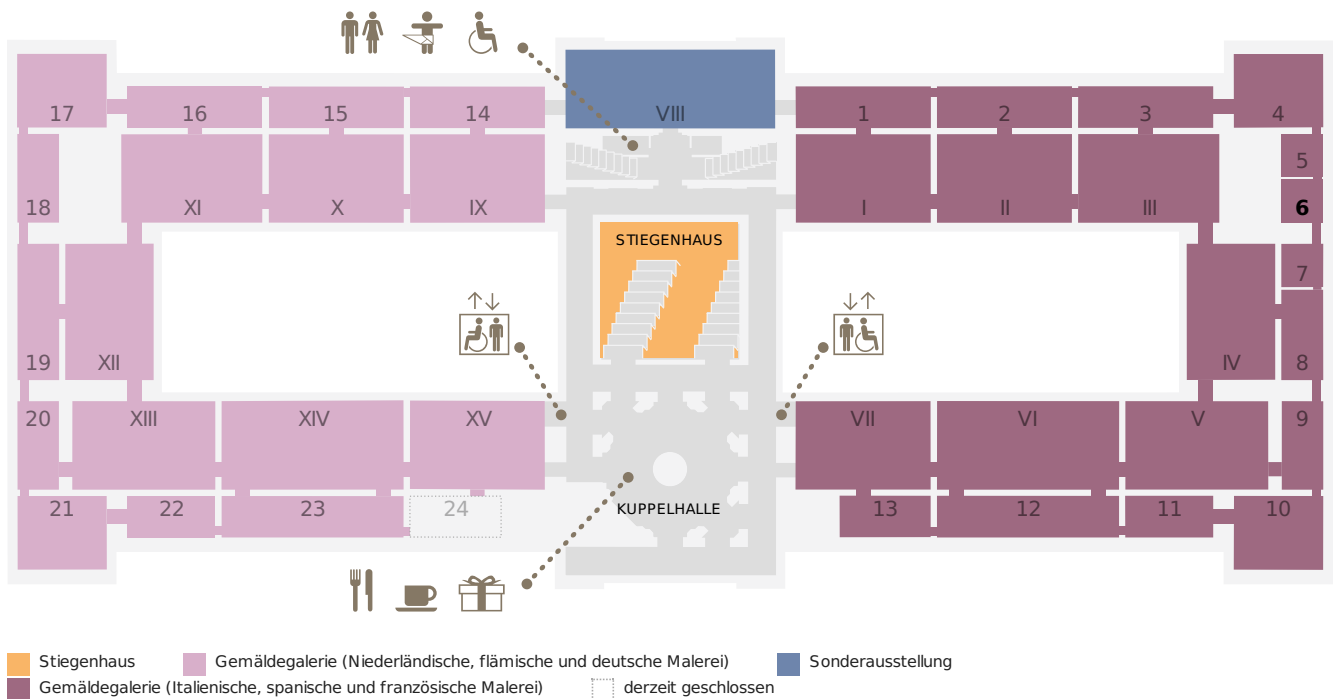 17 16 15 14 VIII 1 2 3 4
5
18 XI X IX I II III 6
STIEGENHAUS
7
19 XII IV 8
20 XIII XIV XV VII VI V 9
21 22 23 24 KUPPELHALLE 13 12 11 10
Stiegenhaus Gemäldegalerie (Niederländische, flämische und deutsche Malerei) Sonderausstellung
Gemäldegalerie (Italienische, spanische und französische Malerei) derzeit geschlossen